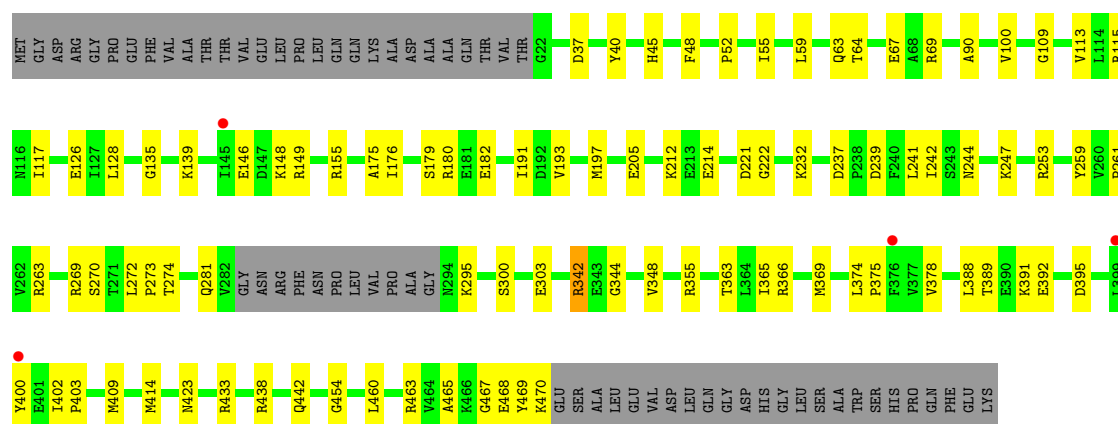 MET GLY ASP ARG GLY PRO GLU PHE VAL ALA THR THR VAL GLU LEU PRO LEU GLN GLN LYS ALA ASP ALA ALA GLN THR VAL THR G22 D37 Y40 H45 F48 P52 I55 L59 Q63 T64 E67 A68 R69 A90 V100 G109 V113 L114 R115
N116 I117 E126 I127 L128 G135 K139 I145 E146 D147 K148 R149 R155 A175 I176 S179 R180 E181 E182 I191 D192 V193 M197 E205 K212 E213 E214 D221 G222 K232 D237 P238 D239 F240 L241 I242 S243 N244 K247 R253 Y259 V260 P261
V262 R263 R269 S270 T271 L272 P273 T274 Q281 V282 GLY ASN ARG PHE ASN PRO LEU VAL PRO ALA GLY N294 K295 S300 E303 R342 E343 G344 V348 R355 T363 L364 I365 R366 M369 L374 P375 F376 V377 V378 L388 T389 E390 K391 E392 D395 L399
Y400 E401 I402 P403 M409 M414 N423 R433 R438 Q442 G454 L460 R463 V464 A465 K466 G467 E468 Y469 K470 GLU SER ALA LEU GLU VAL ASP LEU GLN GLY ASP HIS GLY LEU SER ALA TRP SER HIS PRO GLN PHE GLU LYS